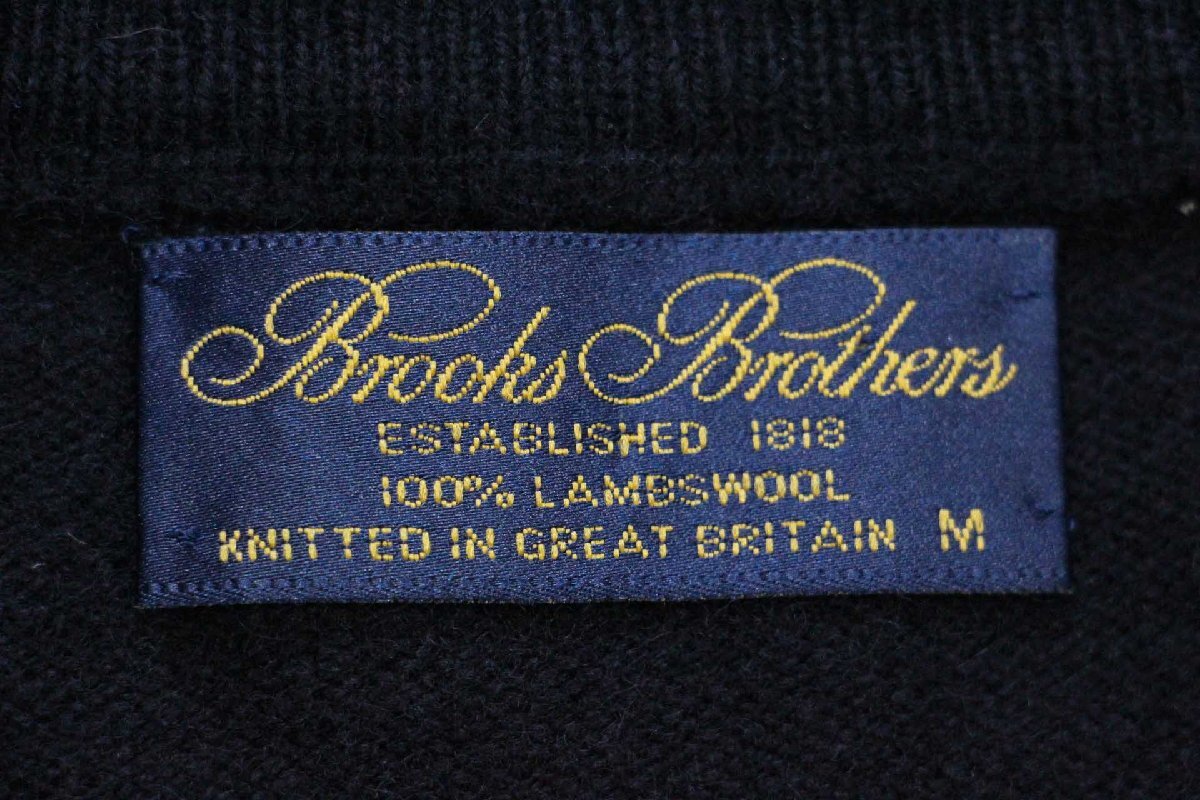 Brooks Brothers
ESTABLISHED 1818
100% LAMBSWOOL
KNITTED IN GREAT BRITAIN M